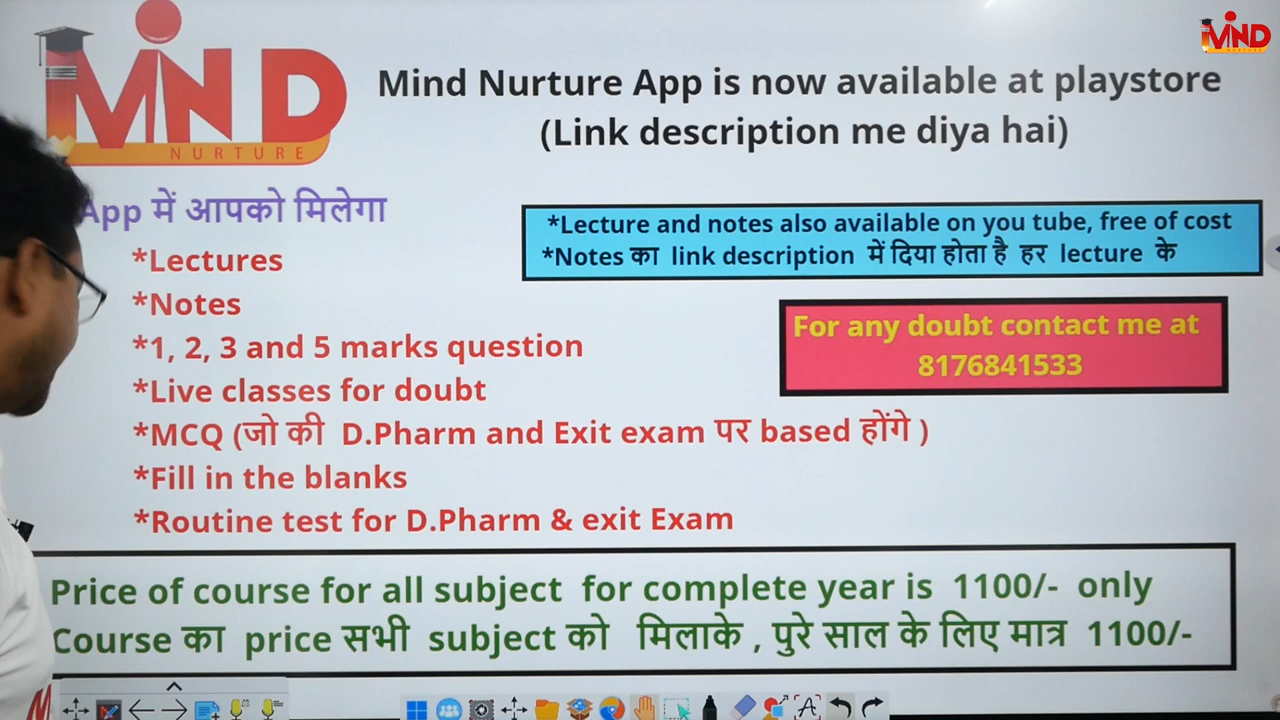 MIND
NURTURE
MIND
NURTURE
Mind Nurture App is now available at playstore
(Link description me diya hai)
App में आपको मिलेगा
*Lectures
*Notes
*1, 2, 3 and 5 marks question
*Live classes for doubt
*MCQ (जो की D.Pharm and Exit exam पर based होंगे )
*Fill in the blanks
*Routine test for D.Pharm & exit Exam
*Lecture and notes also available on you tube, free of cost
*Notes का link description में दिया होता है हर lecture के
For any doubt contact me at
8176841533
Price of course for all subject for complete year is 1100/- only
Course का price सभी subject को मिलाके , पुरे साल के लिए मात्र 1100/-
M
A